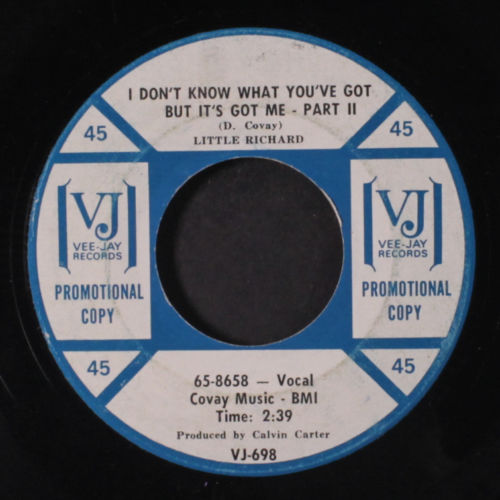 I DON'T KNOW WHAT YOU'VE GOT
BUT IT'S GOT ME - PART II
(D. Covay)
LITTLE RICHARD
45
45
VJ
VEE-JAY
RECORDS
PROMOTIONAL
COPY
VJ
VEE-JAY
RECORDS
PROMOTIONAL
COPY
45
45
65-8658 — Vocal
Covay Music - BMI
Time: 2:39
Produced by Calvin Carter
VJ-698